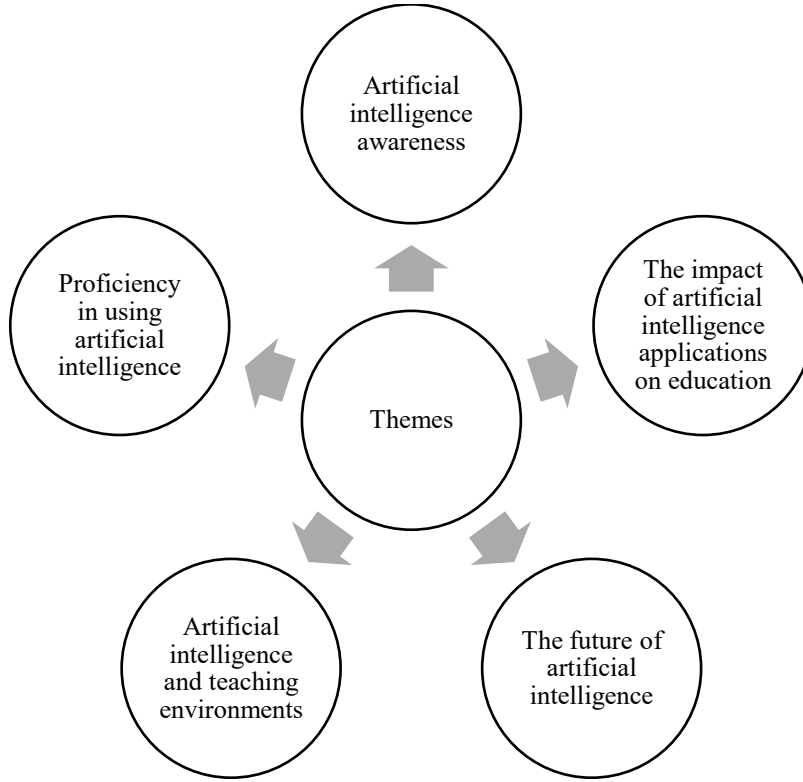 Artificial
intelligence
awareness
Proficiency
in using
artificial
intelligence
The impact
of artificial
intelligence
applications
on education
Themes
Artificial
intelligence
and teaching
environments
The future of
artificial
intelligence